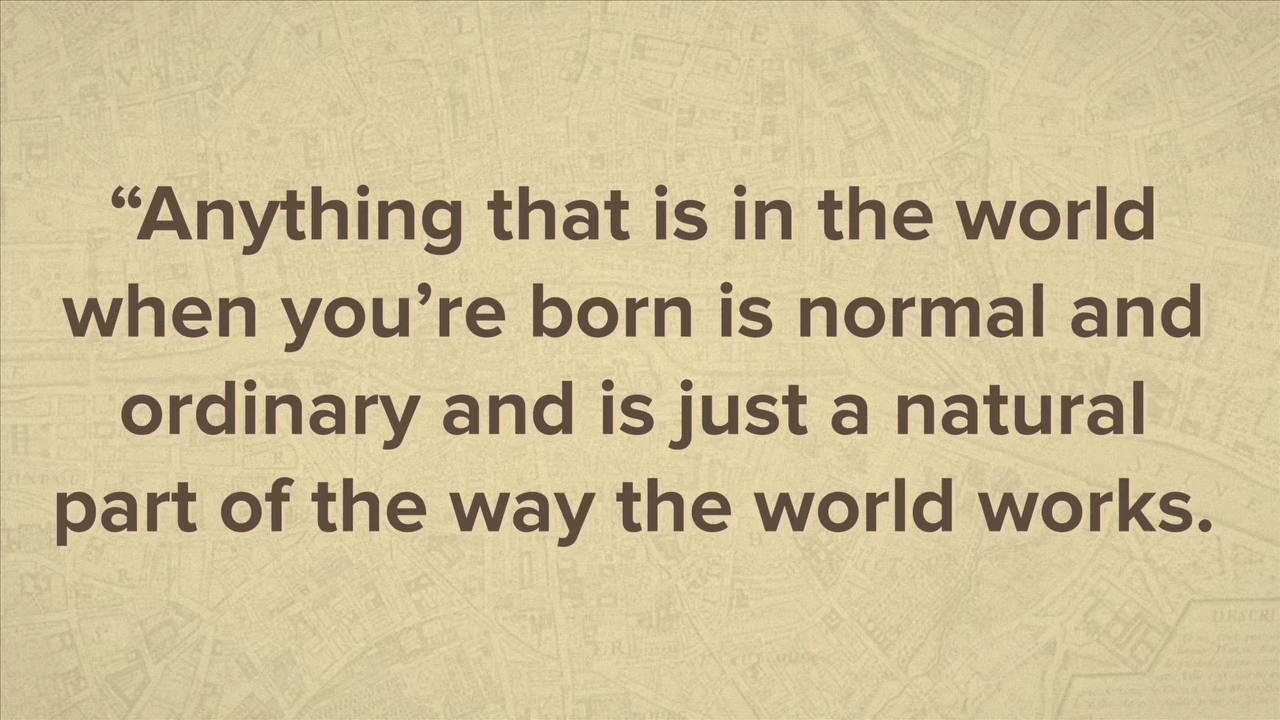 “Anything that is in the world
when you’re born is normal and
ordinary and is just a natural
part of the way the world works.